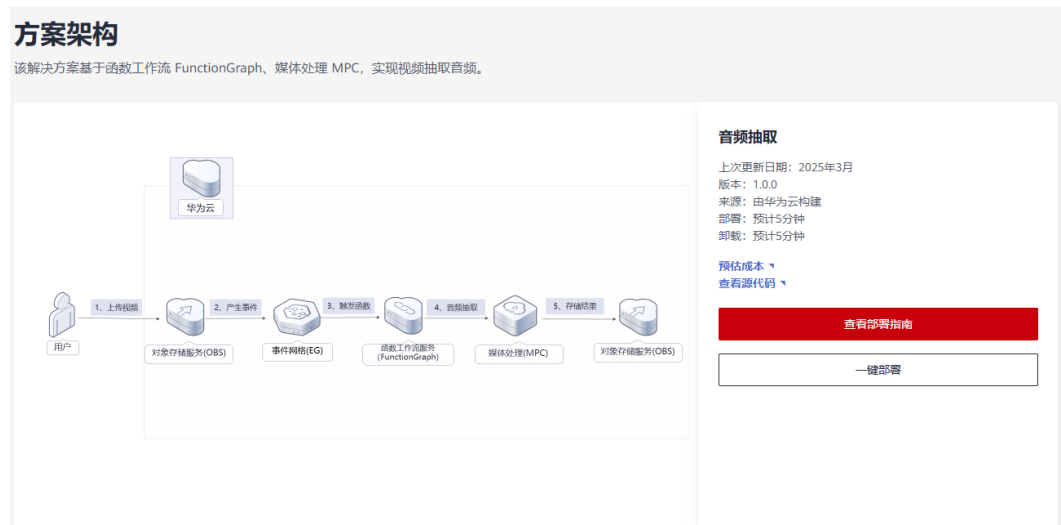 方案架构
该解决方案基于函数工作流 FunctionGraph、媒体处理 MPC，实现视频抽取音频。
华为云
1、上传视频
2、产生事件
3、触发函数
4、音频抽取
5、存储结果
用户
对象存储服务(OBS)
事件网格(EG)
函数工作流服务
(FunctionGraph)
媒体处理(MPC)
对象存储服务(OBS)
音频抽取
上次更新日期：2025年3月
版本：1.0.0
来源：由华为云构建
部署：预计5分钟
卸载：预计5分钟
预估成本
查看源代码
查看部署指南
一键部署